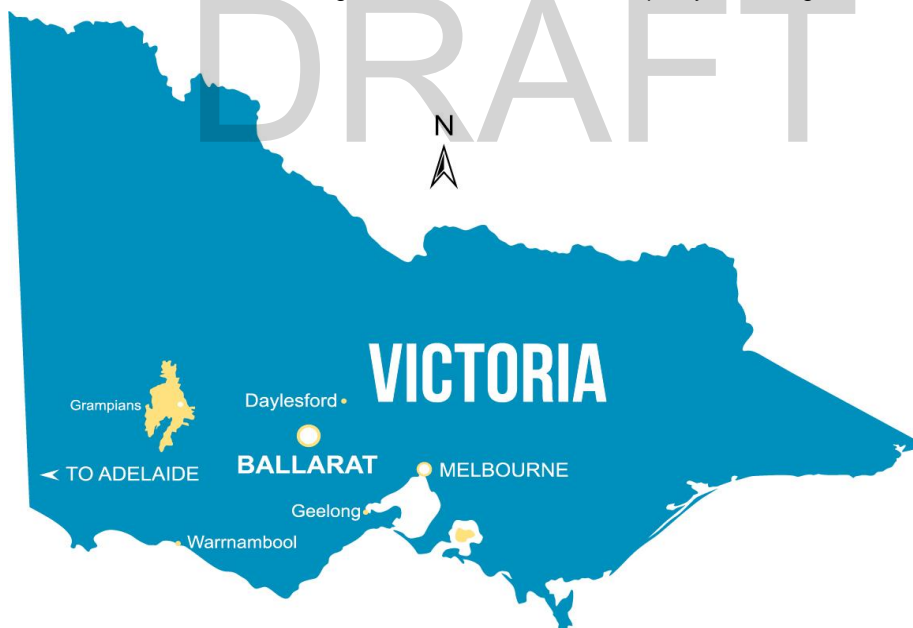 DRAFT
N
VICTORIA
Grampians
Daylesford
BALLARAT
TO ADELAIDE
MELBOURNE
Geelong
Warrnambool